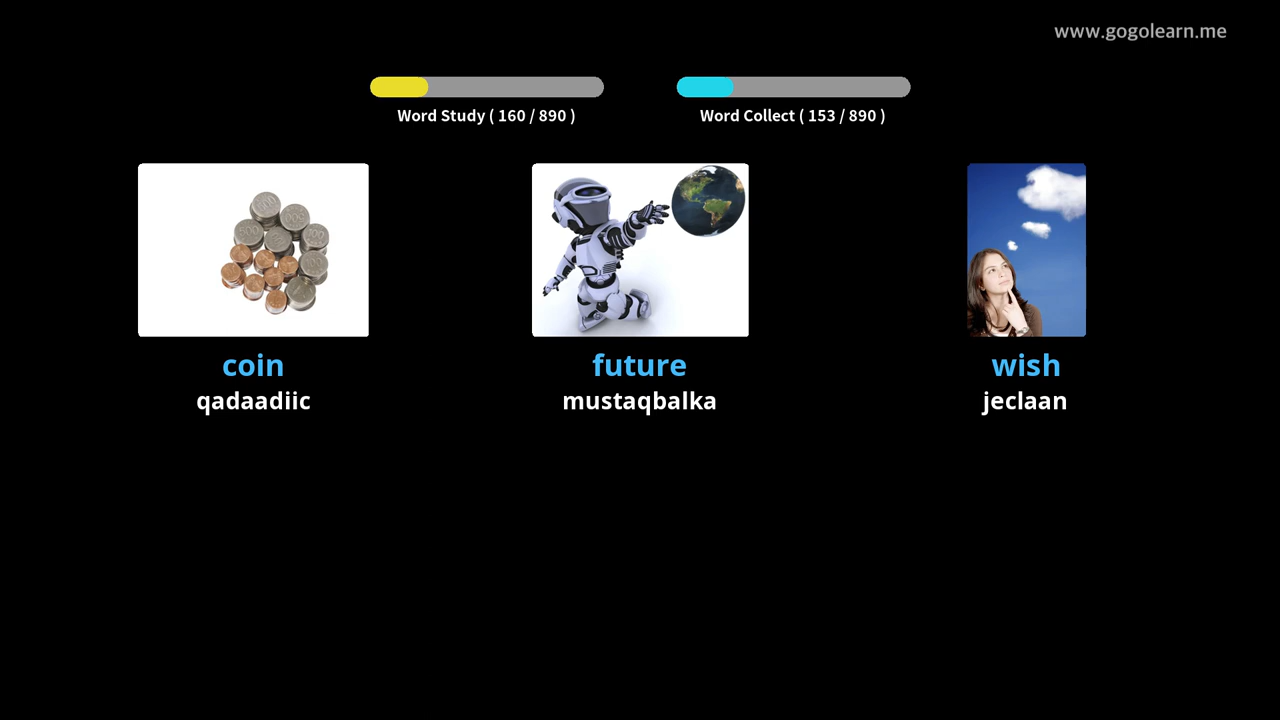 www.gogolearn.me
Word Study ( 160 / 890 )
Word Collect ( 153 / 890 )
coin
future
wish
qadaadiic
mustaqbalka
jeclaan